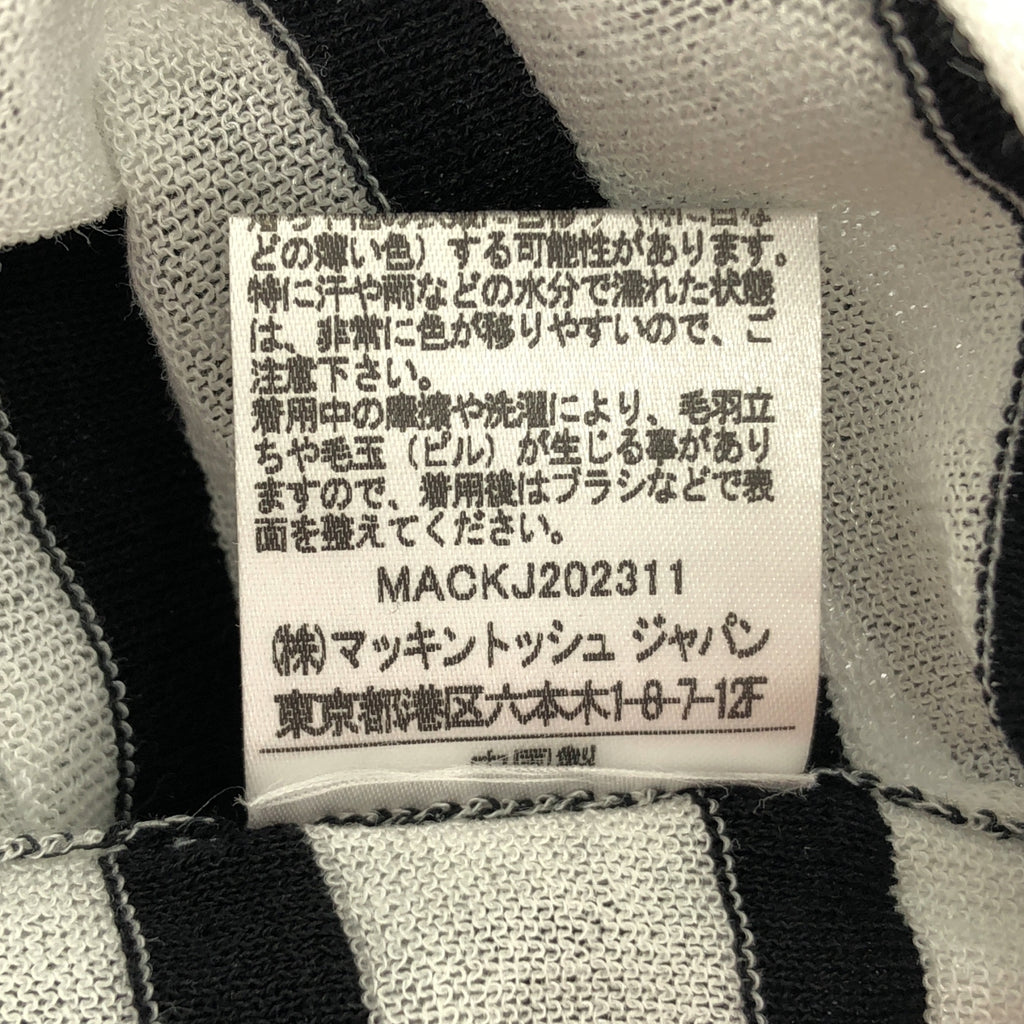 どの薄い色）する可能性があります。
特に汗や雨などの水分で濡れた状態
は、非常に色が移りやすいので、ご
注意下さい。
着用中の摩擦や洗濯により、毛羽立
ちや毛玉（ピル）が生じる事があり
ますので、着用後はブラシなどで表
面を整えてください。
MACKJ202311
(株)マッキントッシュ ジャパン
東京都港区六本木1-8-7-12F